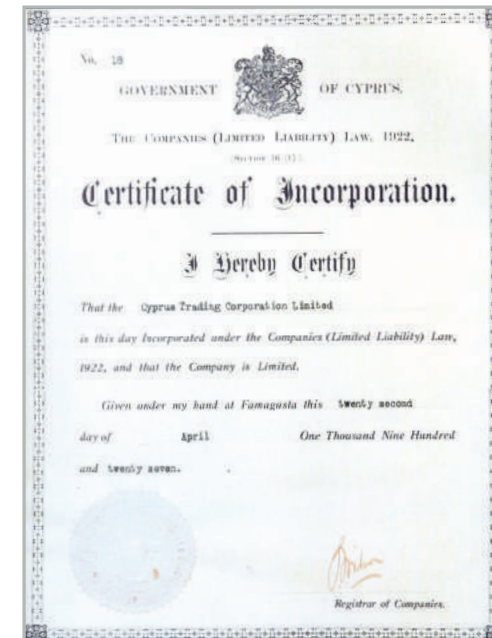 No. 18
GOVERNMENT OF CYPRUS.
THE COMPANIES (LIMITED LIABILITY) LAW, 1922,
(Section 16 (1).)
Certificate of Incorporation.
I Hereby Certify
That the Cyprus Trading Corporation Limited
is this day Incorporated under the Companies (Limited Liability) Law,
1922, and that the Company is Limited.
Given under my hand at Famagusta this twenty second
day of April One Thousand Nine Hundred
and twenty seven.
Registrar of Companies.